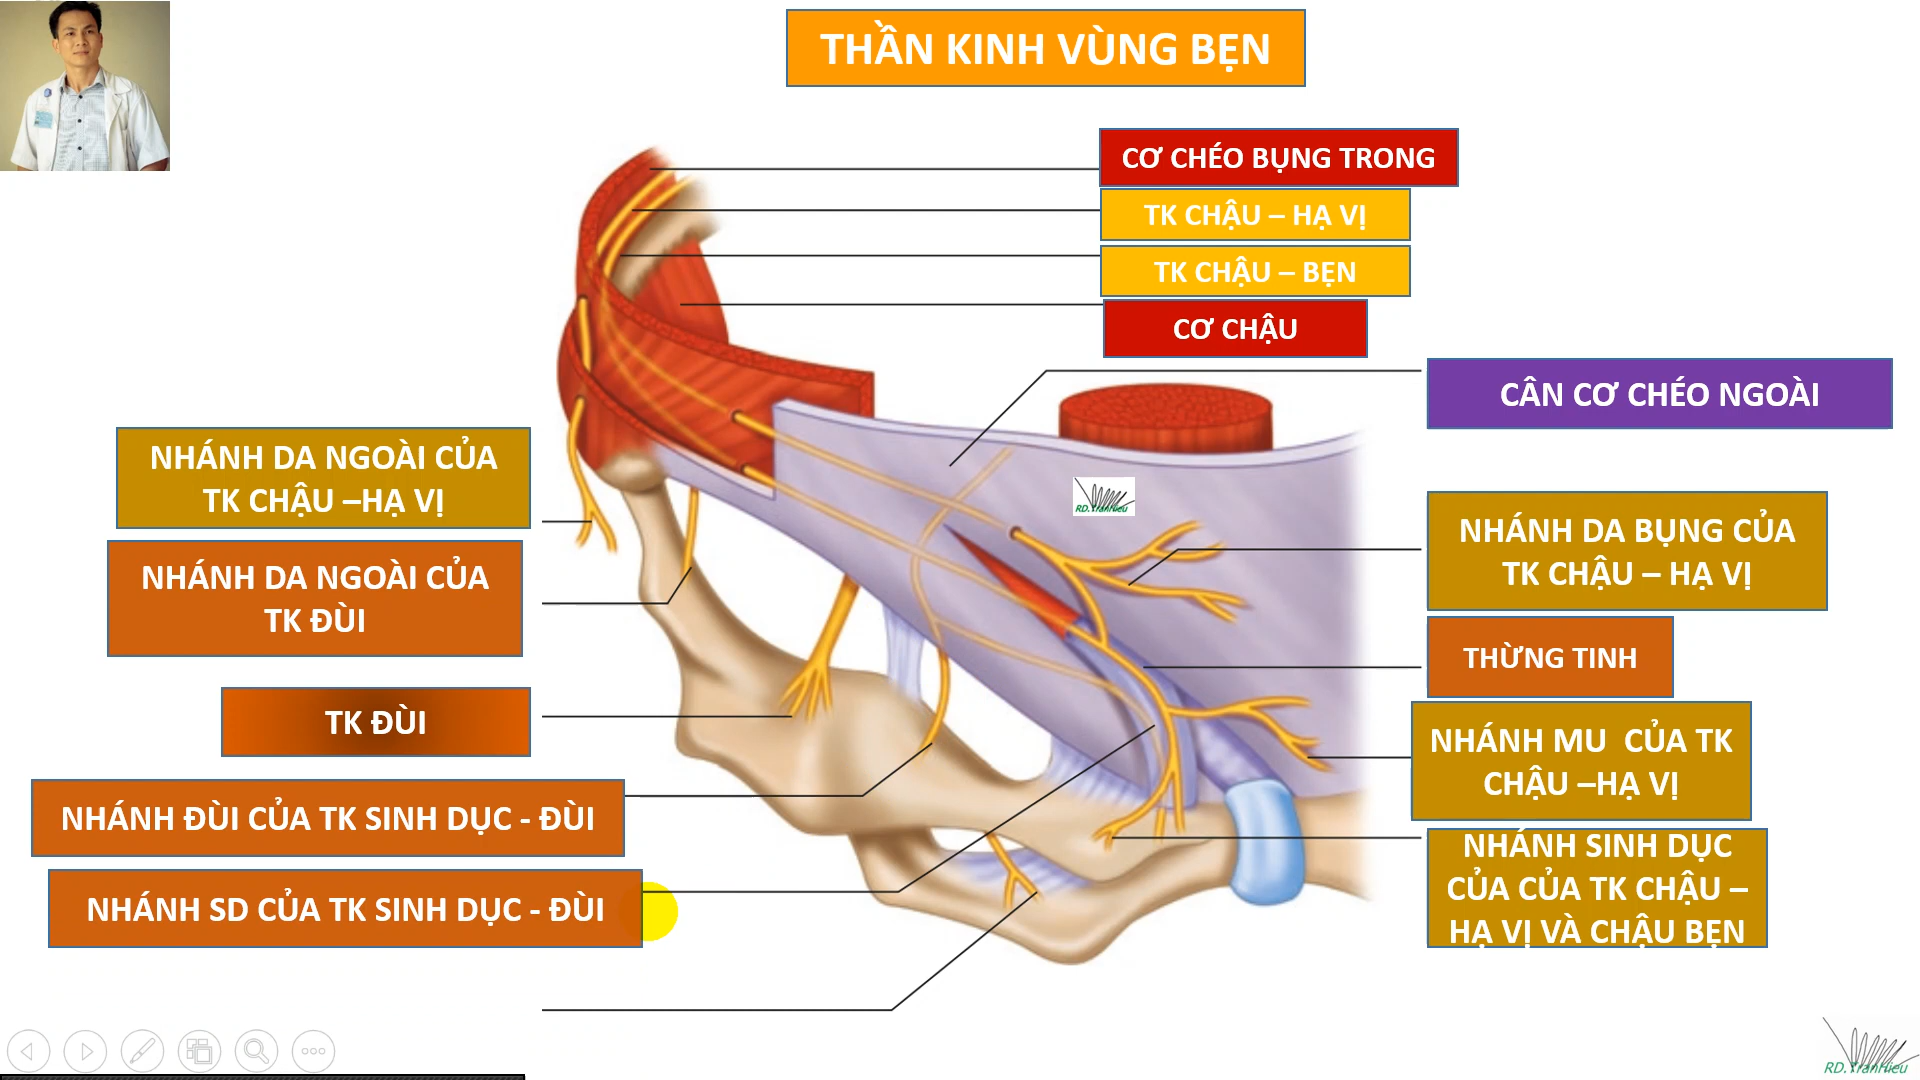 THẦN KINH VÙNG BẸN
CƠ CHÉO BỤNG TRONG
TK CHẬU – HẠ VỊ
TK CHẬU – BẸN
CƠ CHẬU
CÂN CƠ CHÉO NGOÀI
NHÁNH DA NGOÀI CỦA
TK CHẬU –HẠ VỊ
NHÁNH DA NGOÀI CỦA
TK ĐÙI
TK ĐÙI
NHÁNH ĐÙI CỦA TK SINH DỤC - ĐÙI
NHÁNH SD CỦA TK SINH DỤC - ĐÙI
NHÁNH DA BỤNG CỦA
TK CHẬU – HẠ VỊ
THỪNG TINH
NHÁNH MU CỦA TK
CHẬU –HẠ VỊ
NHÁNH SINH DỤC
CỦA CỦA TK CHẬU –
HẠ VỊ VÀ CHẬU BẸN
RD.TranHieu
RD.TranHieu